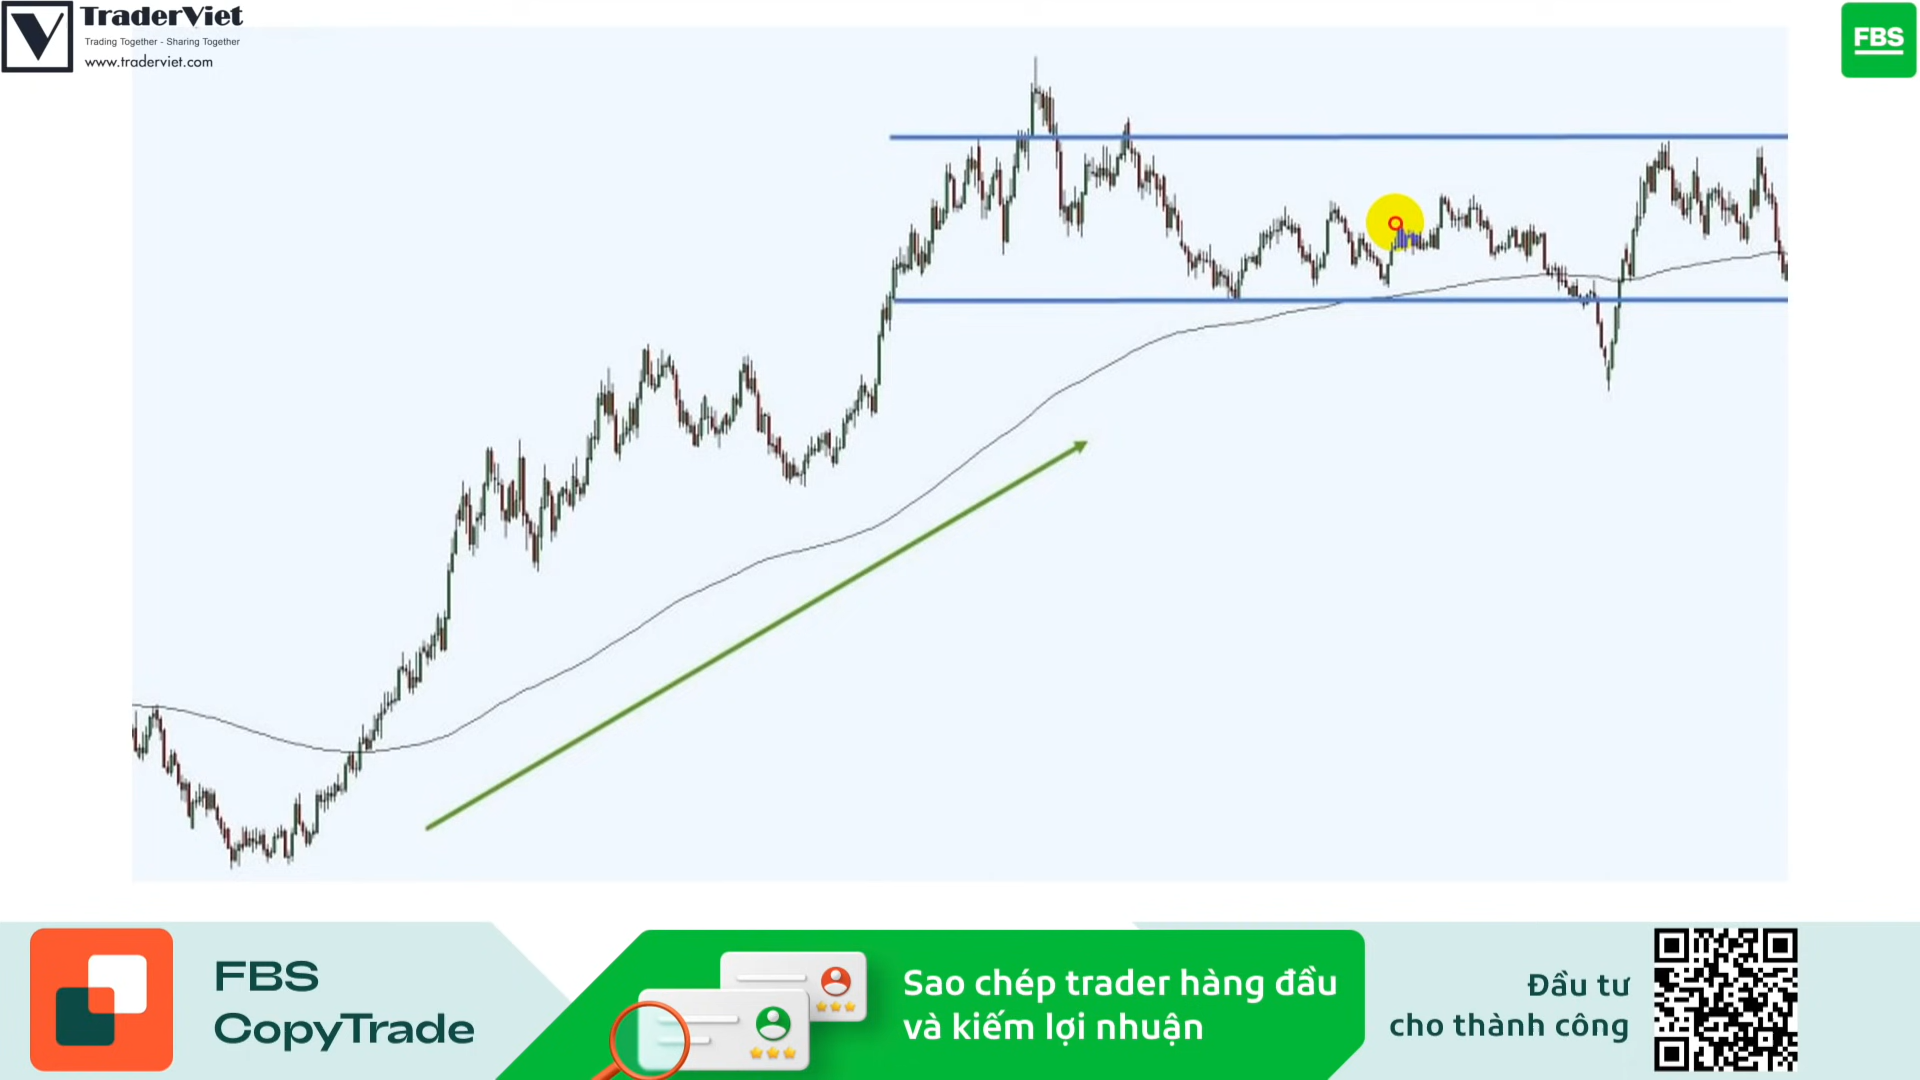 TraderViet
Trading Together - Sharing Together
www.traderviet.com
FBS
FBS
CopyTrade
Sao chép trader hàng đầu
và kiếm lợi nhuận
Đầu tư
cho thành công